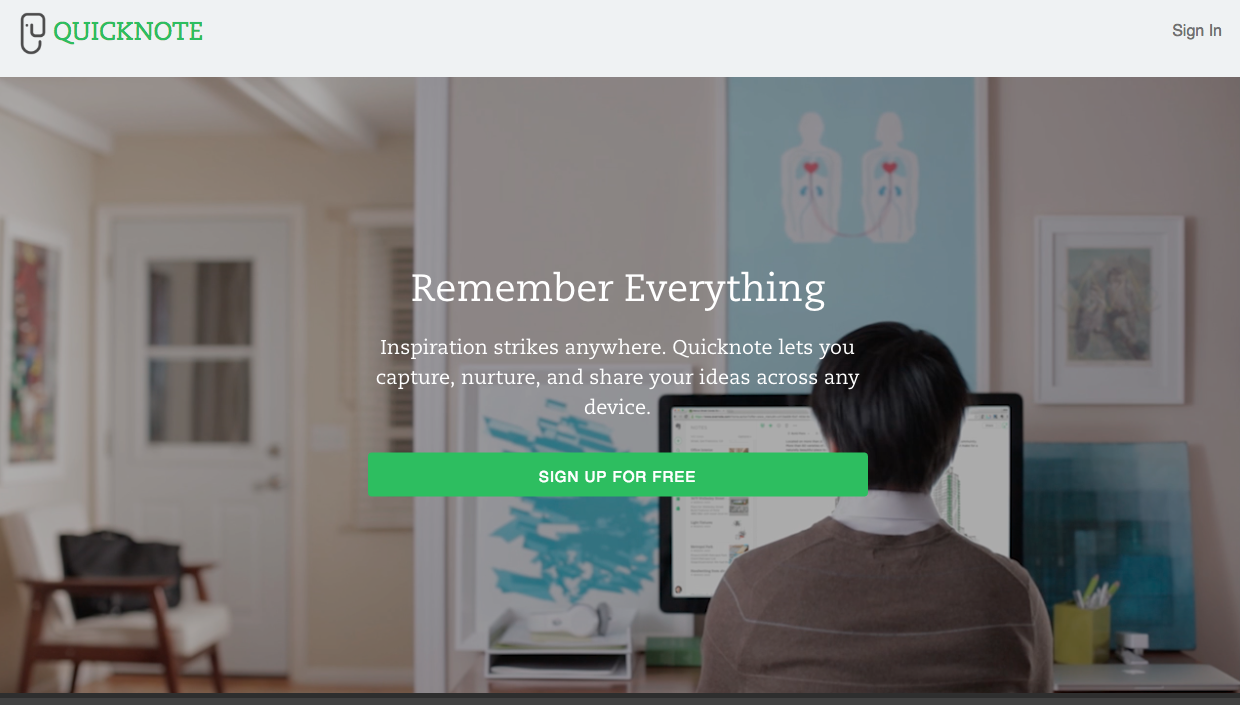 QUICKNOTE
Sign In
Remember Everything
Inspiration strikes anywhere. Quicknote lets you
capture, nurture, and share your ideas across any
device.
SIGN UP FOR FREE